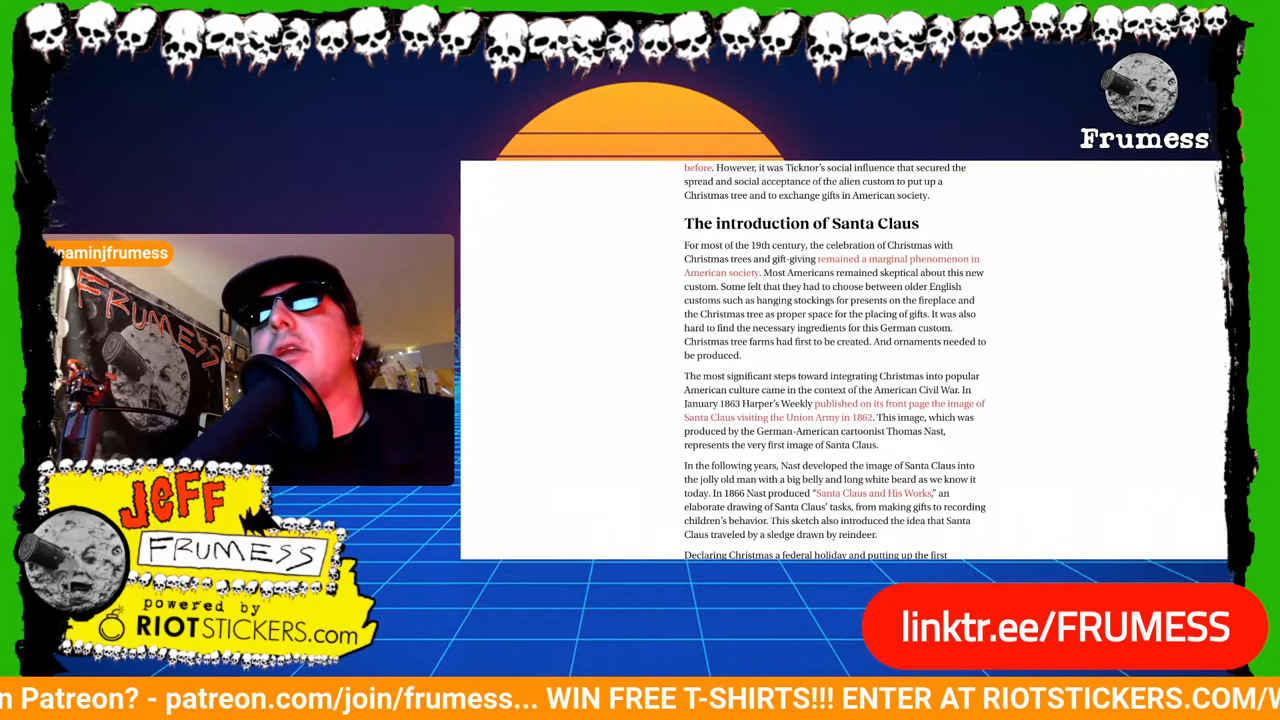 Frumess
before. However, it was Ticknor's social influence that secured the
spread and social acceptance of the alien custom to put up a
Christmas tree and to exchange gifts in American society.
The introduction of Santa Claus
For most of the 19th century, the celebration of Christmas with
Christmas trees and gift-giving remained a marginal phenomenon in
American society. Most Americans remained skeptical about this new
custom. Some felt that they had to choose between older English
customs such as hanging stockings for presents on the fireplace and
the Christmas tree as proper space for the placing of gifts. It was also
hard to find the necessary ingredients for this German custom.
Christmas tree farms had first to be created. And ornaments needed to
be produced.
The most significant steps toward integrating Christmas into popular
American culture came in the context of the American Civil War. In
January 1863 Harper's Weekly published on its front page the image of
Santa Claus visiting the Union Army in 1862. This image, which was
produced by the German-American cartoonist Thomas Nast,
represents the very first image of Santa Claus.
In the following years, Nast developed the image of Santa Claus into
the jolly old man with a big belly and long white beard as we know it
today. In 1866 Nast produced "Santa Claus and His Works," an
elaborate drawing of Santa Claus' tasks, from making gifts to recording
children's behavior. This sketch also introduced the idea that Santa
Claus traveled by a sledge drawn by reindeer.
Declaring Christmas a federal holiday and putting up the first
eaminjfrumess
FRUMESS
JEFF
FRUMESS
powered by
RIOTSTICKERS.com
linktr.ee/FRUMESS
n Patreon? - patreon.com/join/frumess... WIN FREE T-SHIRTS!!! ENTER AT RIOTSTICKERS.COM/W